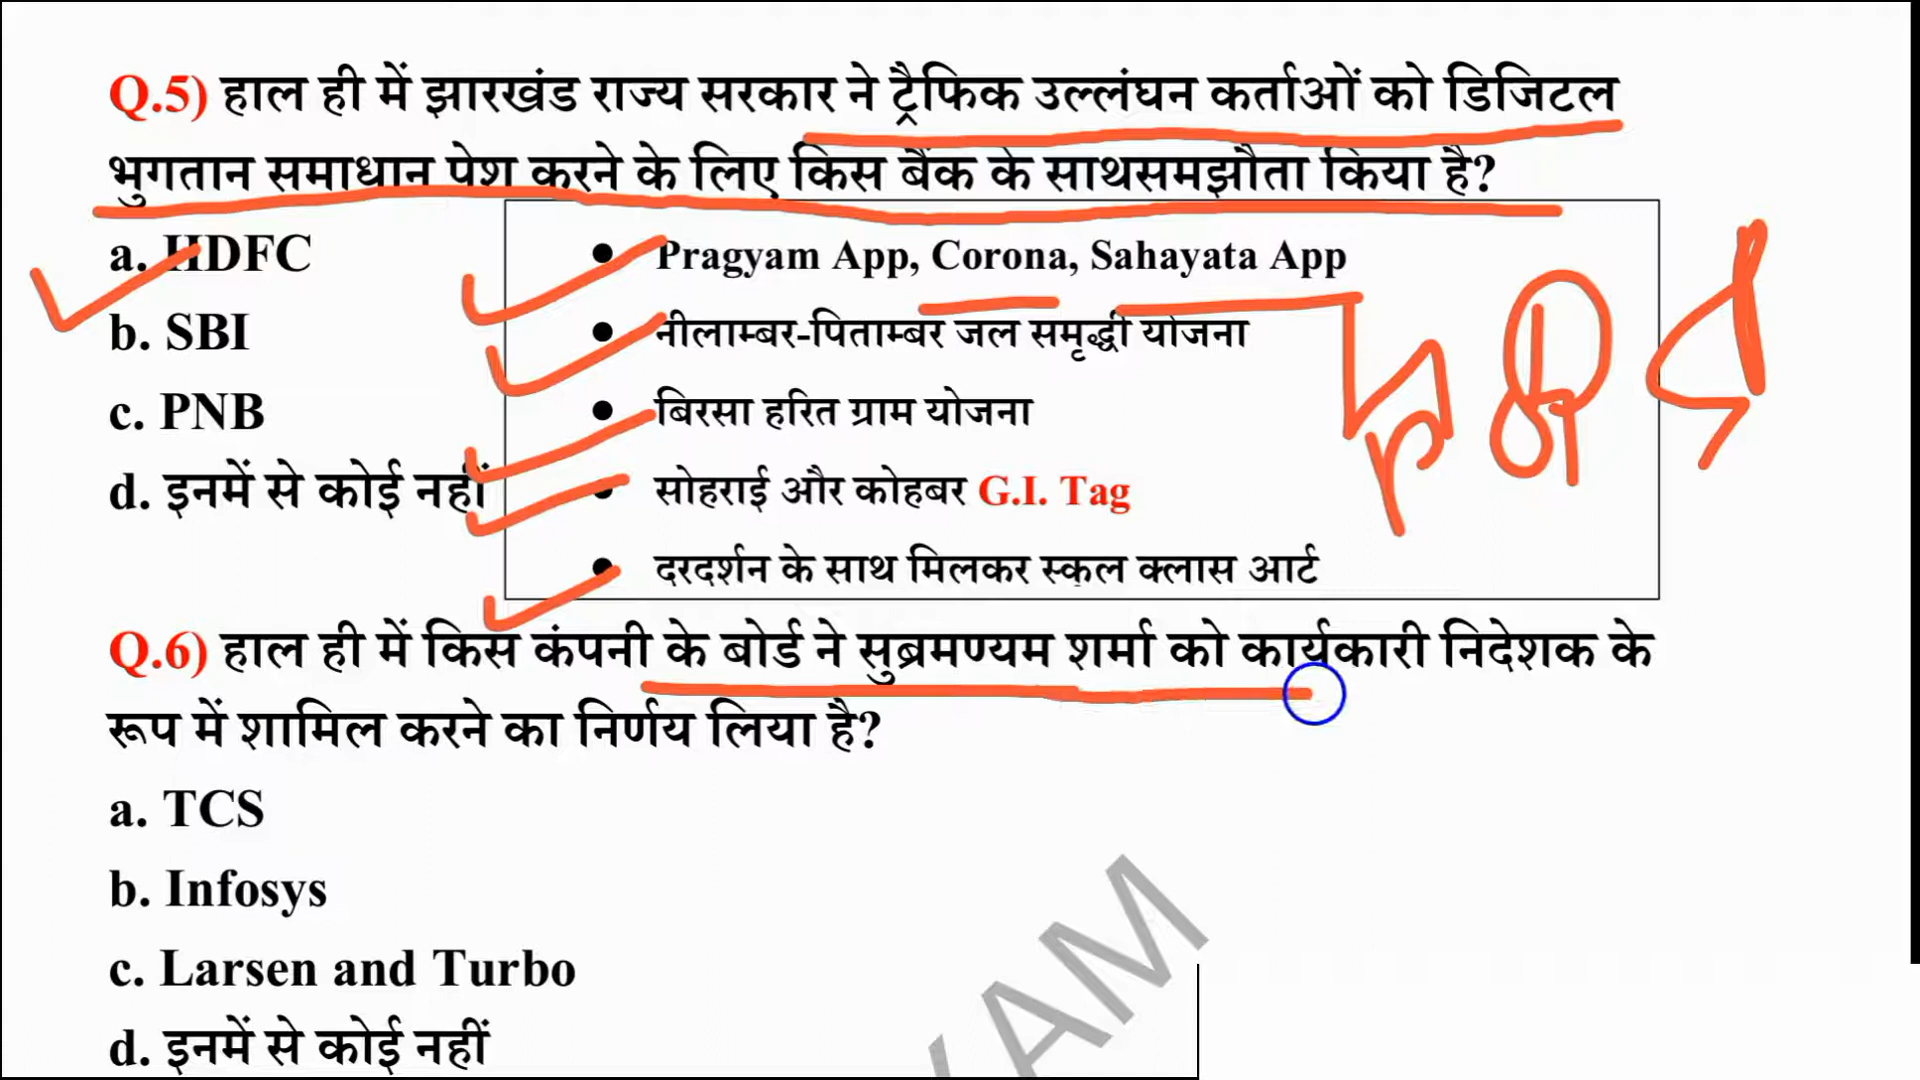 Q.5) हाल ही में झारखंड राज्य सरकार ने ट्रैफिक उल्लंघन कर्ताओं को डिजिटल
भुगतान समाधान पेश करने के लिए किस बैंक के साथसमझौता किया है?
a. HDFC
b. SBI
c. PNB
d. इनमें से कोई नहीं
● Pragyam App, Corona, Sahayata App
● नीलाम्बर-पिताम्बर जल समृद्धी योजना
● बिरसा हरित ग्राम योजना
● सोहराई और कोहबर G.I. Tag
● दरदर्शन के साथ मिलकर स्कल क्लास आर्ट
Q.6) हाल ही में किस कंपनी के बोर्ड ने सुब्रमण्यम शर्मा को कार्यकारी निदेशक के
रूप में शामिल करने का निर्णय लिया है?
a. TCS
b. Infosys
c. Larsen and Turbo
d. इनमें से कोई नहीं